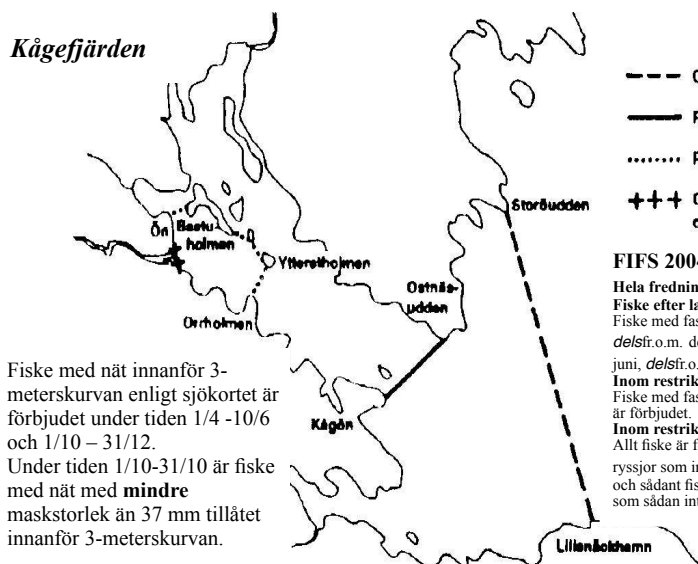 Kågefjärden
Storöudden
Ön
Bastu-
holmen
Ytterstholmen
Ostnäs-
udden
Orrholmen
Kågön
Lillenäckhamn
FIFS 2004
Hela fredning
Fiske efter la
Fiske med fas
delsfr.o.m. de
juni, delsfr.o.
Inom restrik
Fiske med fas
är förbjudet.
Inom restrik
Allt fiske är f
ryssjor som in
och sådant fis
som sådan int
Fiske med nät innanför 3-
meterskurvan enligt sjökortet är
förbjudet under tiden 1/4 -10/6
och 1/10 – 31/12.
Under tiden 1/10-31/10 är fiske
med nät med mindre
maskstorlek än 37 mm tillåtet
innanför 3-meterskurvan.